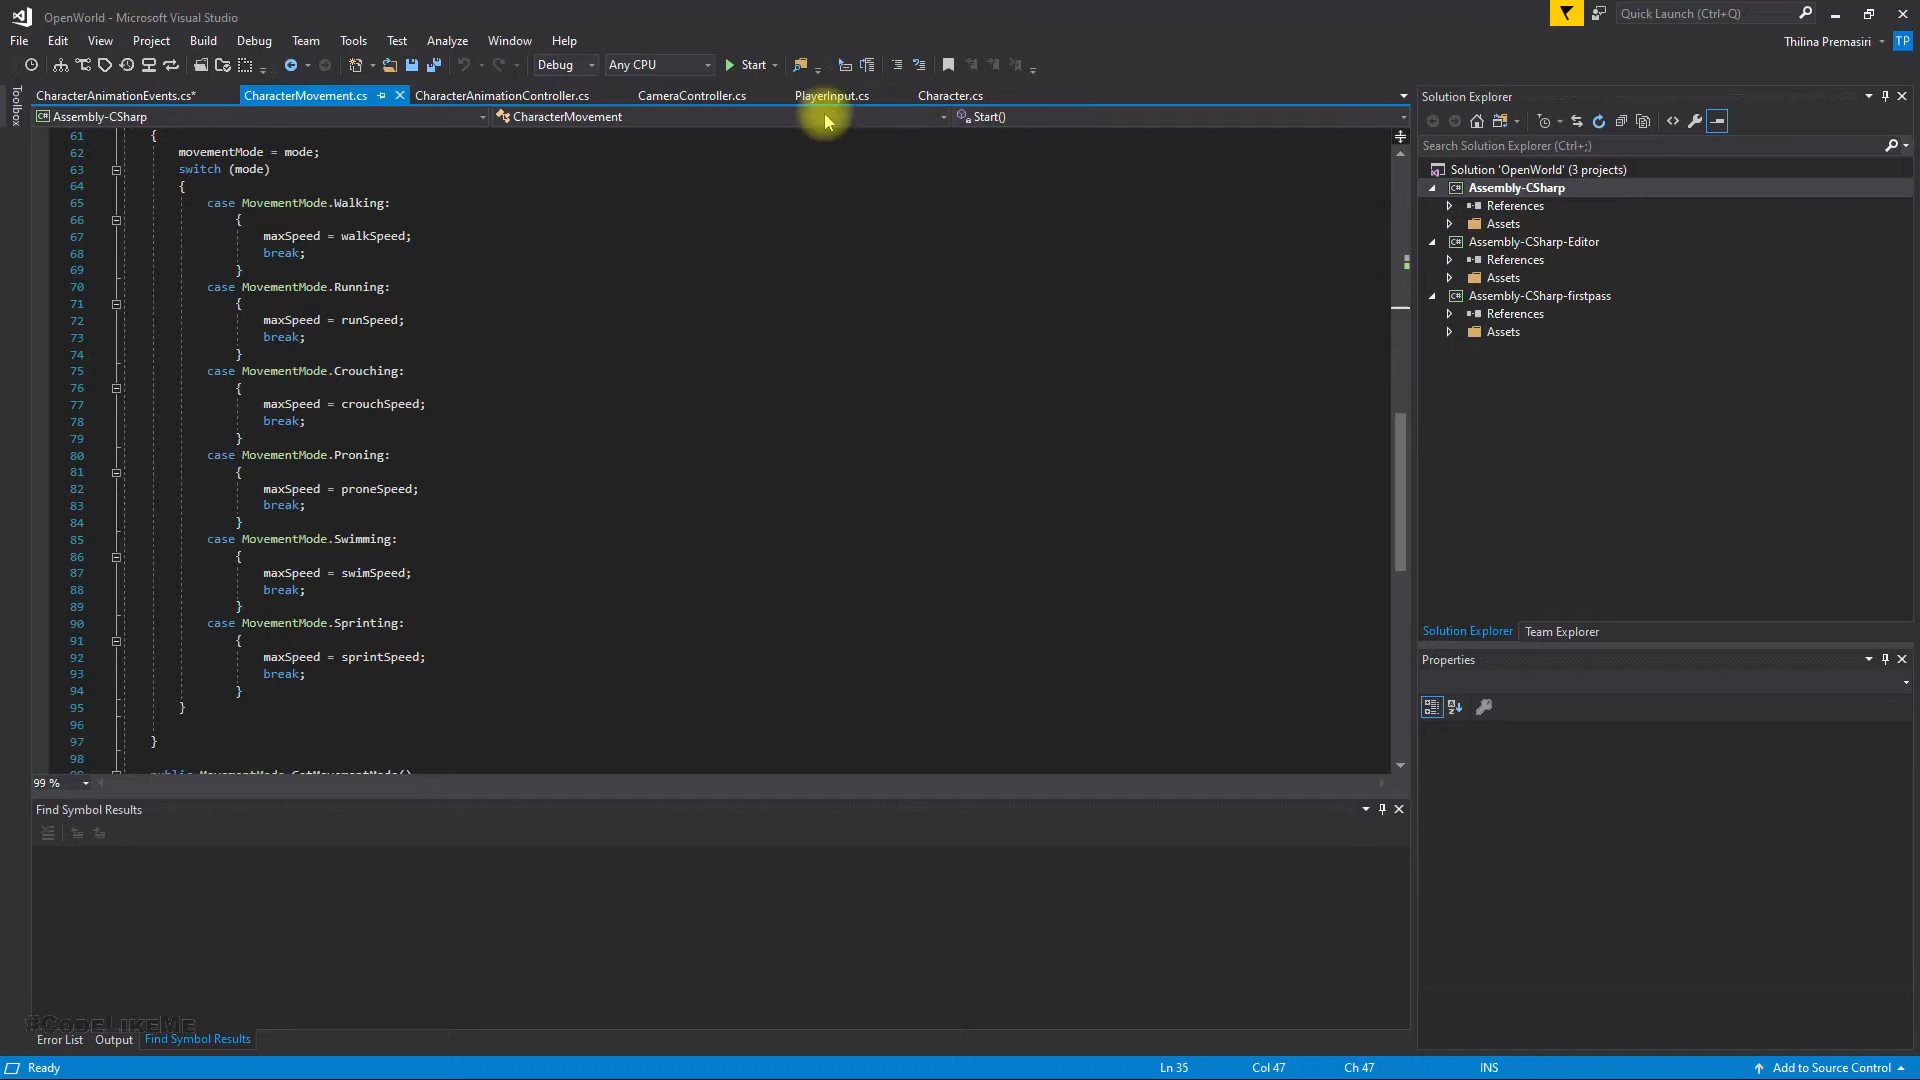 OpenWorld - Microsoft Visual Studio
Quick Launch (Ctrl+Q)
File Edit View Project Build Debug Team Tools Test Analyze Window Help
Thilina Premasiri TP
Debug Any CPU Start
Toolbox
CharacterAnimationEvents.cs* CharacterMovement.cs CharacterAnimationController.cs CameraController.cs PlayerInput.cs Character.cs
Assembly-CSharp CharacterMovement Start()
61 {
62 movementMode = mode;
63 switch (mode)
64 {
65 case MovementMode.Walking:
66 {
67 maxSpeed = walkSpeed;
68 break;
69 }
70 case MovementMode.Running:
71 {
72 maxSpeed = runSpeed;
73 break;
74 }
75 case MovementMode.Crouching:
76 {
77 maxSpeed = crouchSpeed;
78 break;
79 }
80 case MovementMode.Proning:
81 {
82 maxSpeed = proneSpeed;
83 break;
84 }
85 case MovementMode.Swimming:
86 {
87 maxSpeed = swimSpeed;
88 break;
89 }
90 case MovementMode.Sprinting:
91 {
92 maxSpeed = sprintSpeed;
93 break;
94 }
95 }
96
97 }
98
99 public MovementMode GetMovementMode()
99 %
Find Symbol Results
#CodeLikeMe
Error List Output Find Symbol Results
Solution Explorer
Search Solution Explorer (Ctrl+;)
Solution 'OpenWorld' (3 projects)
Assembly-CSharp
References
Assets
Assembly-CSharp-Editor
References
Assets
Assembly-CSharp-firstpass
References
Assets
Solution Explorer Team Explorer
Properties
Ready Ln 35 Col 47 Ch 47 INS Add to Source Control